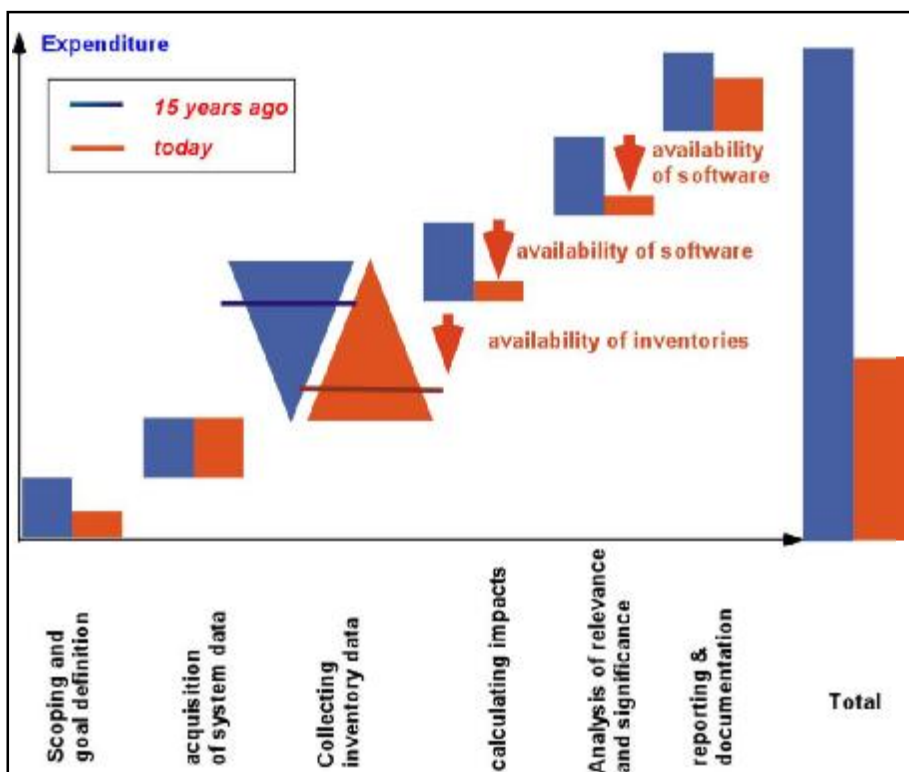 Expenditure
15 years ago
today
availability
of software
availability of software
availability of inventories
Scoping and
goal definition
acquisition
of system data
Collecting
inventory data
calculating impacts
Analysis of relevance
and significance
reporting &
documentation
Total